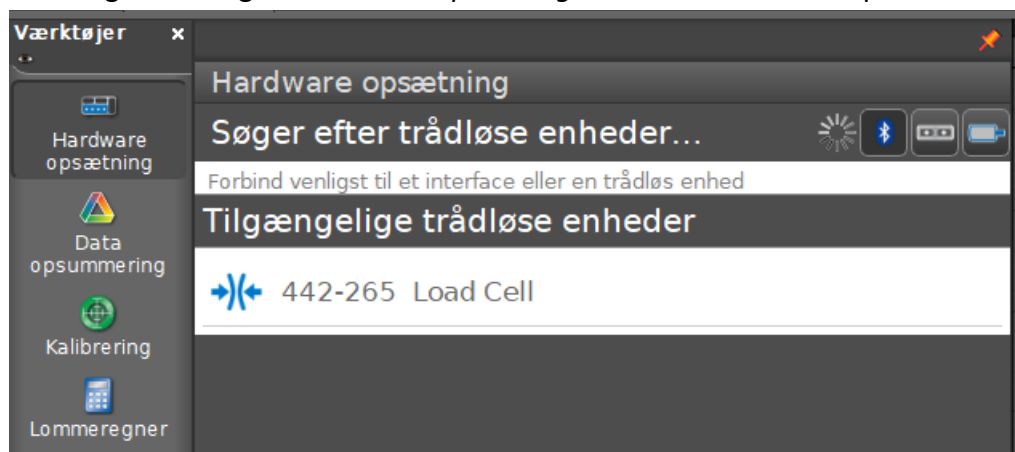 Værktøjer x
Hardware opsætning
Søger efter trådløse enheder...
Hardware
opsætning
Forbind venligst til et interface eller en trådløs enhed
Tilgængelige trådløse enheder
Data
opsummering
442-265 Load Cell
Kalibrering
Lommeregner